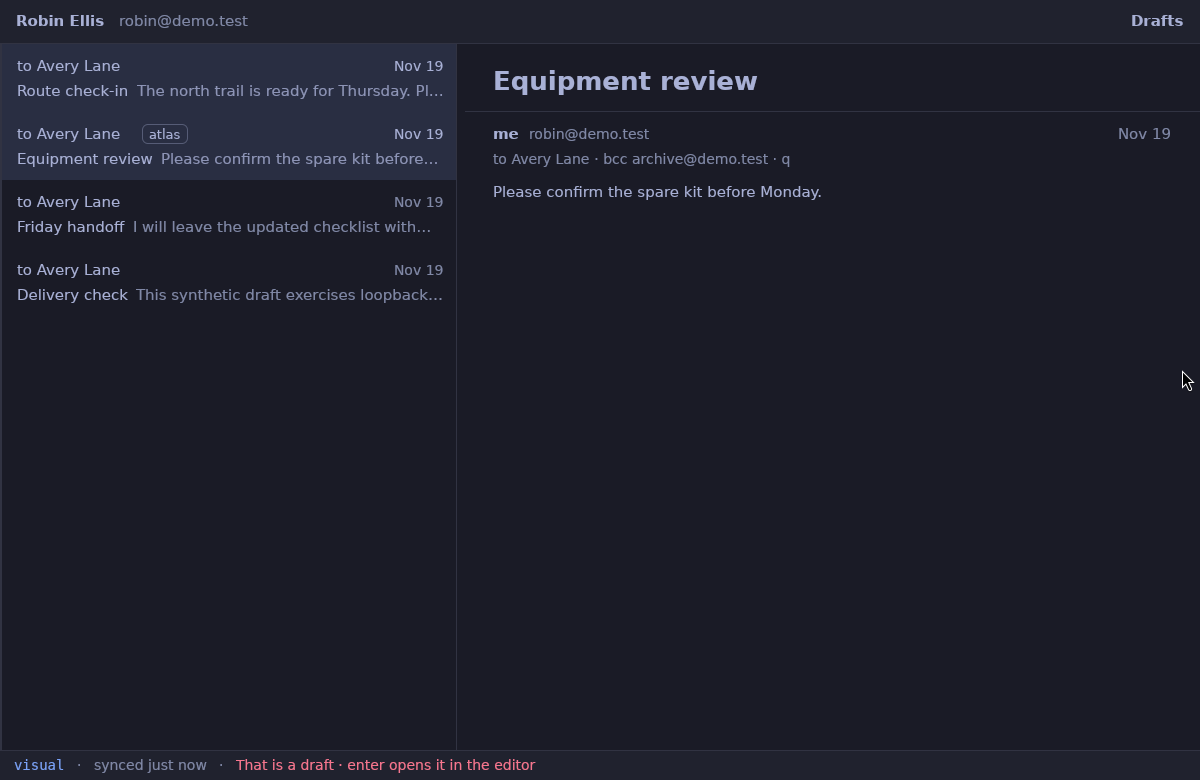 Robin Ellis robin@demo.test Drafts
to Avery Lane Nov 19
Route check-in The north trail is ready for Thursday. Pl...
to Avery Lane atlas Nov 19
Equipment review Please confirm the spare kit before...
to Avery Lane Nov 19
Friday handoff I will leave the updated checklist with...
to Avery Lane Nov 19
Delivery check This synthetic draft exercises loopback...
Equipment review
me robin@demo.test Nov 19
to Avery Lane · bcc archive@demo.test · q
Please confirm the spare kit before Monday.
visual · synced just now · That is a draft · enter opens it in the editor